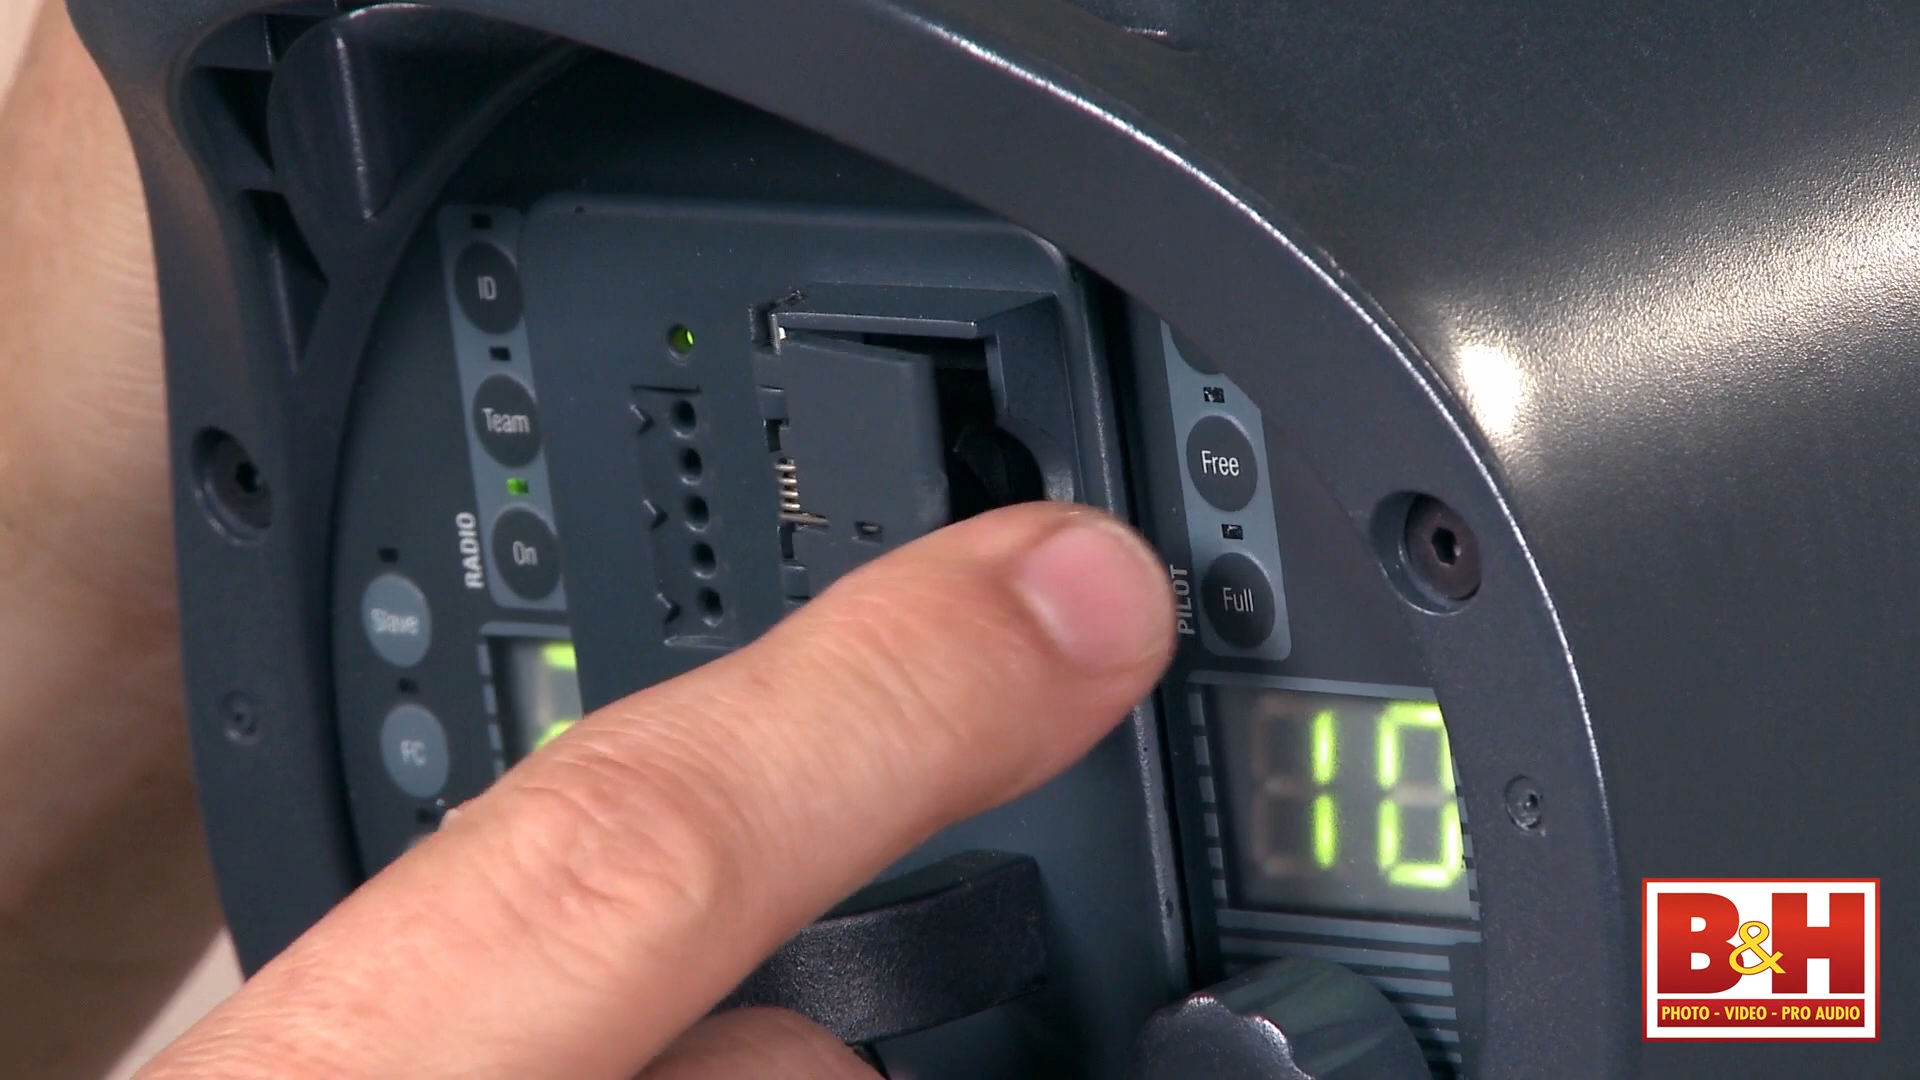 ID
Team
On
RADIO
Slave
FC
Free
Full
PILOT
10
B&H
PHOTO - VIDEO - PRO AUDIO